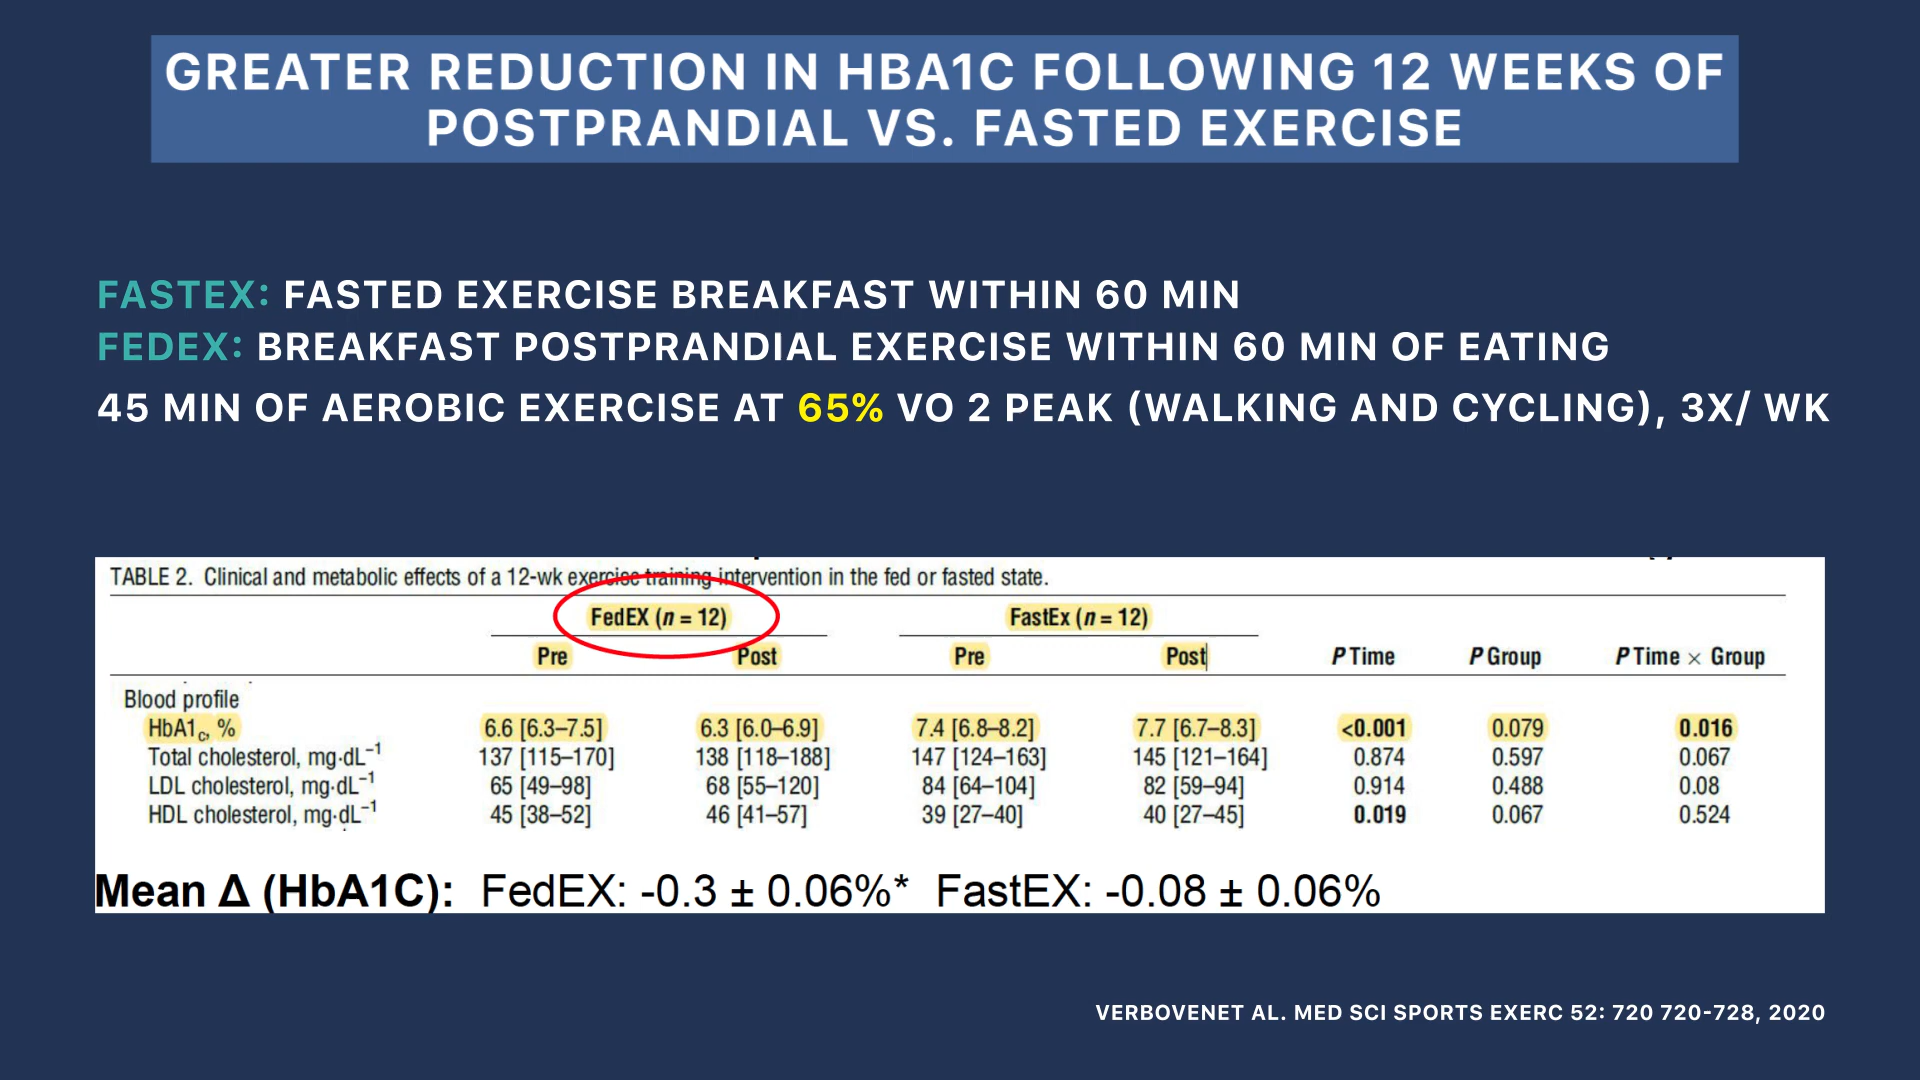 GREATER REDUCTION IN HBA1C FOLLOWING 12 WEEKS OF
POSTPRANDIAL VS. FASTED EXERCISE
FASTEX: FASTED EXERCISE BREAKFAST WITHIN 60 MIN
FEDEX: BREAKFAST POSTPRANDIAL EXERCISE WITHIN 60 MIN OF EATING
45 MIN OF AEROBIC EXERCISE AT 65% VO 2 PEAK (WALKING AND CYCLING), 3X/ WK
TABLE 2. Clinical and metabolic effects of a 12-wk exercise training intervention in the fed or fasted state.
FedEX (n = 12) FastEx (n = 12)
Pre Post Pre Post P Time P Group P Time × Group
Blood profile
HbA1c, % 6.6 [6.3–7.5] 6.3 [6.0–6.9] 7.4 [6.8–8.2] 7.7 [6.7–8.3] <0.001 0.079 0.016
Total cholesterol, mg·dL⁻¹ 137 [115–170] 138 [118–188] 147 [124–163] 145 [121–164] 0.874 0.597 0.067
LDL cholesterol, mg·dL⁻¹ 65 [49–98] 68 [55–120] 84 [64–104] 82 [59–94] 0.914 0.488 0.08
HDL cholesterol, mg·dL⁻¹ 45 [38–52] 46 [41–57] 39 [27–40] 40 [27–45] 0.019 0.067 0.524
Mean Δ (HbA1C): FedEX: -0.3 ± 0.06%* FastEX: -0.08 ± 0.06%
VERBOVENET AL. MED SCI SPORTS EXERC 52: 720 720-728, 2020